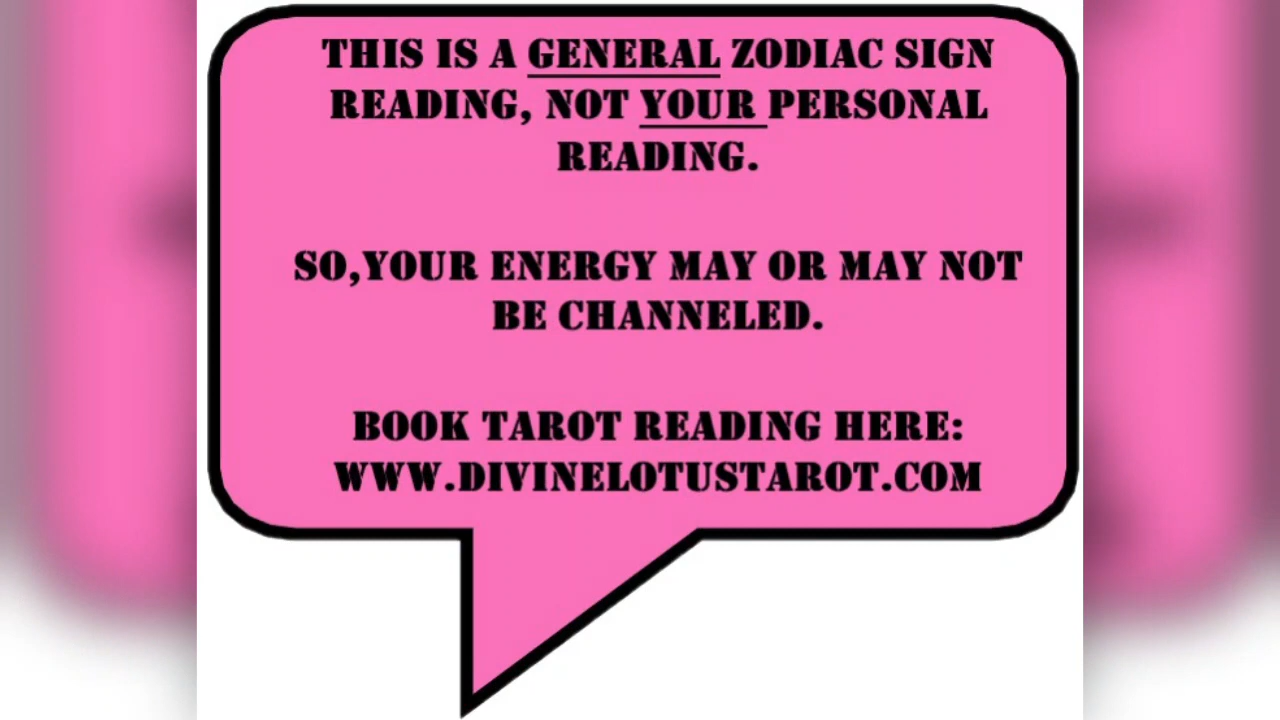 THIS IS A GENERAL ZODIAC SIGN
READING, NOT YOUR PERSONAL
READING.
SO,YOUR ENERGY MAY OR MAY NOT
BE CHANNELED.
BOOK TAROT READING HERE:
WWW.DIVINELOTUSTAROT.COM